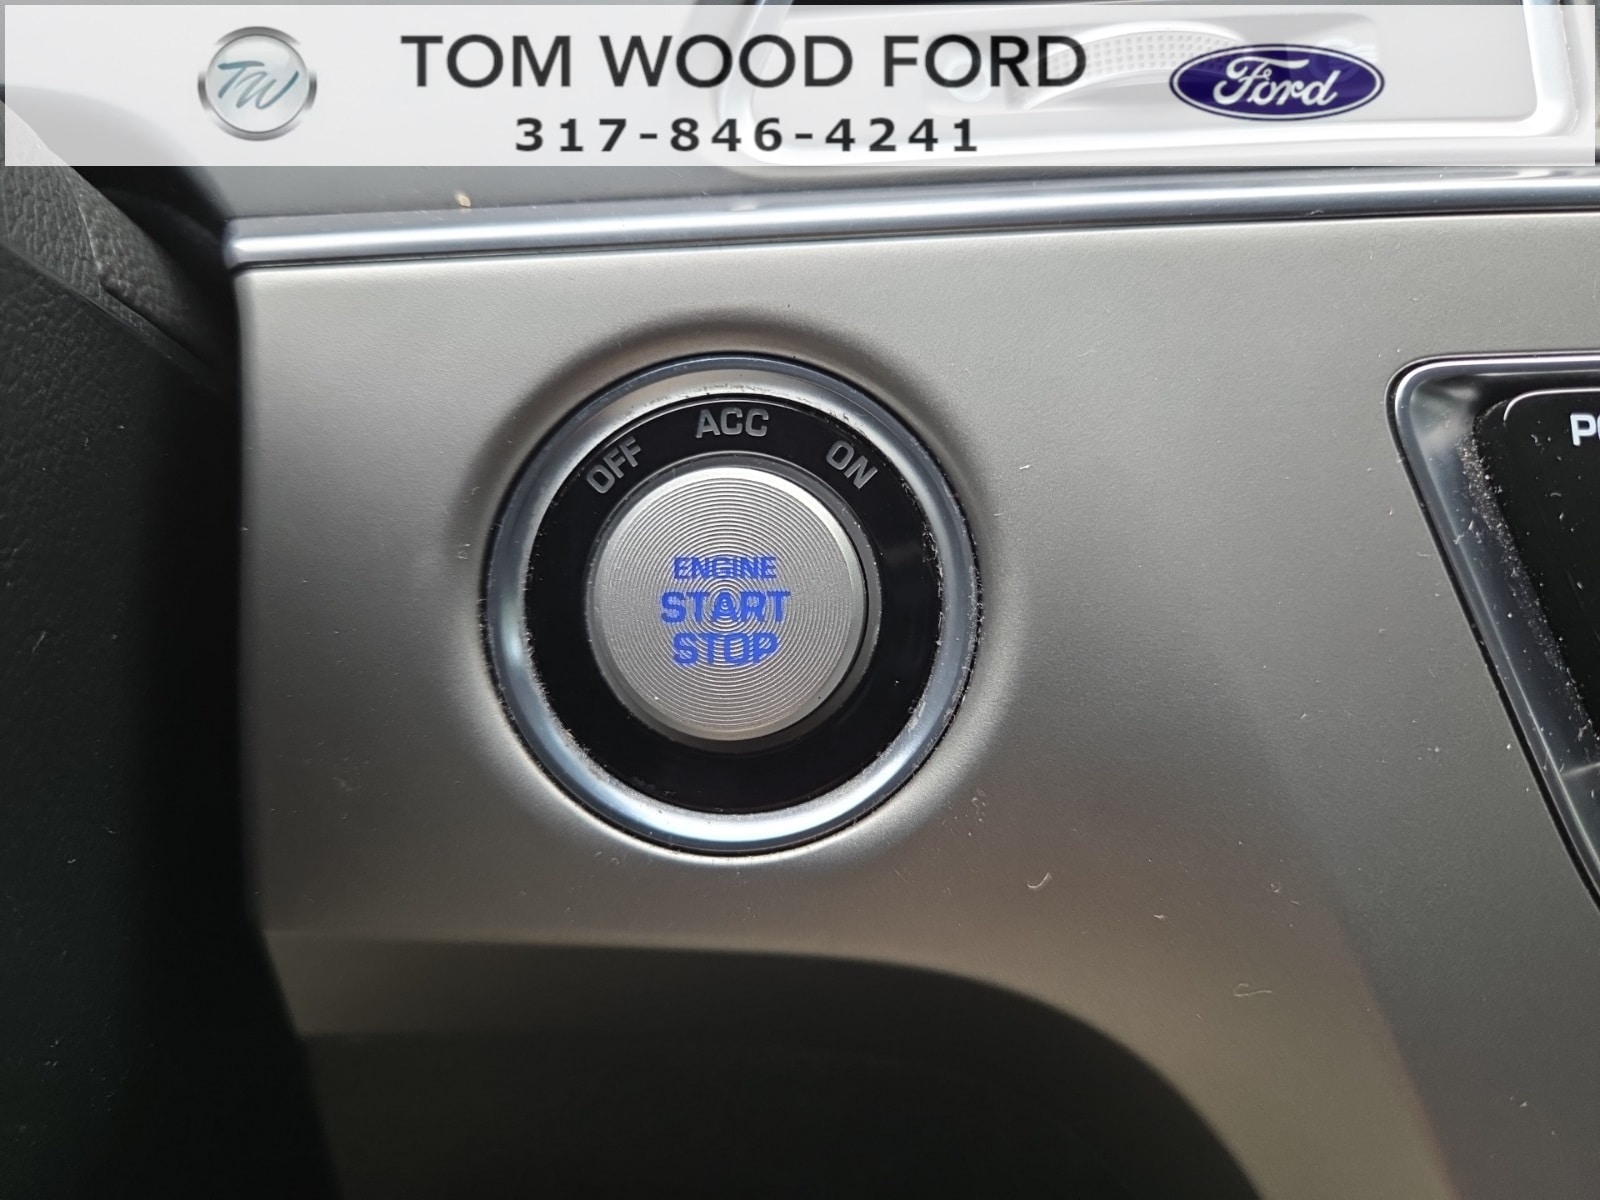 TW
TOM WOOD FORD
Ford
317-846-4241
OFF ACC ON
ENGINE
START
STOP